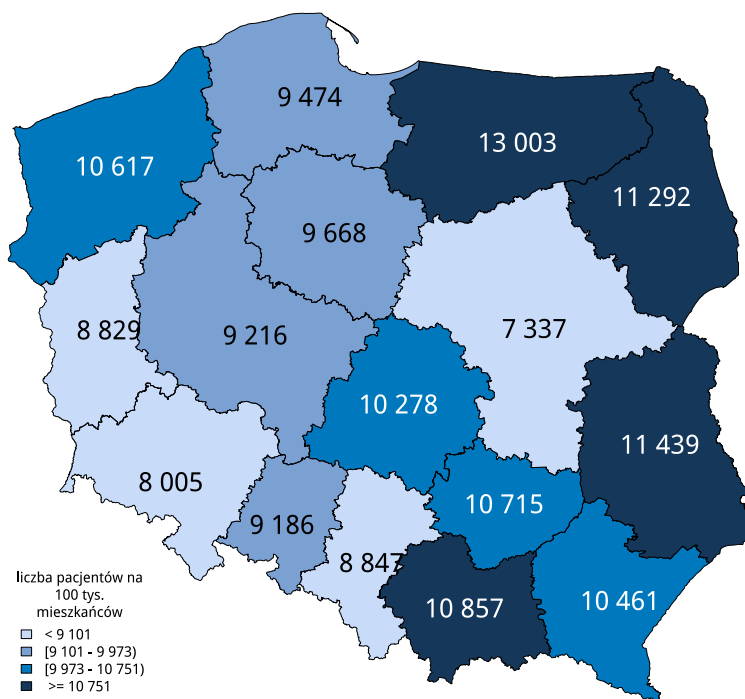 9 474
13 003
10 617
11 292
9 668
8 829
9 216
7 337
10 278
11 439
8 005
10 715
9 186
8 847
10 857
10 461
liczba pacjentów na
100 tys.
mieszkańców
< 9 101
[9 101 - 9 973)
[9 973 - 10 751)
>= 10 751